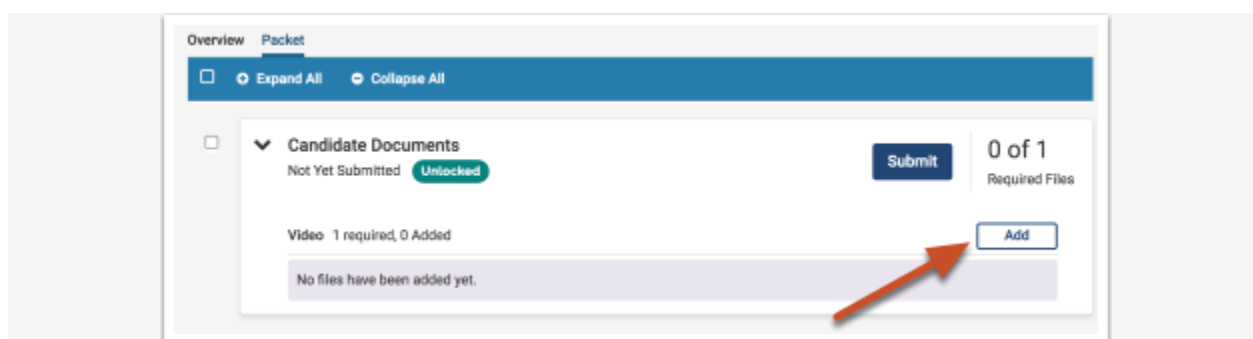 Overview Packet
Expand All Collapse All
Candidate Documents
Not Yet Submitted Unlocked
Submit
0 of 1
Required Files
Video 1 required, 0 Added
Add
No files have been added yet.